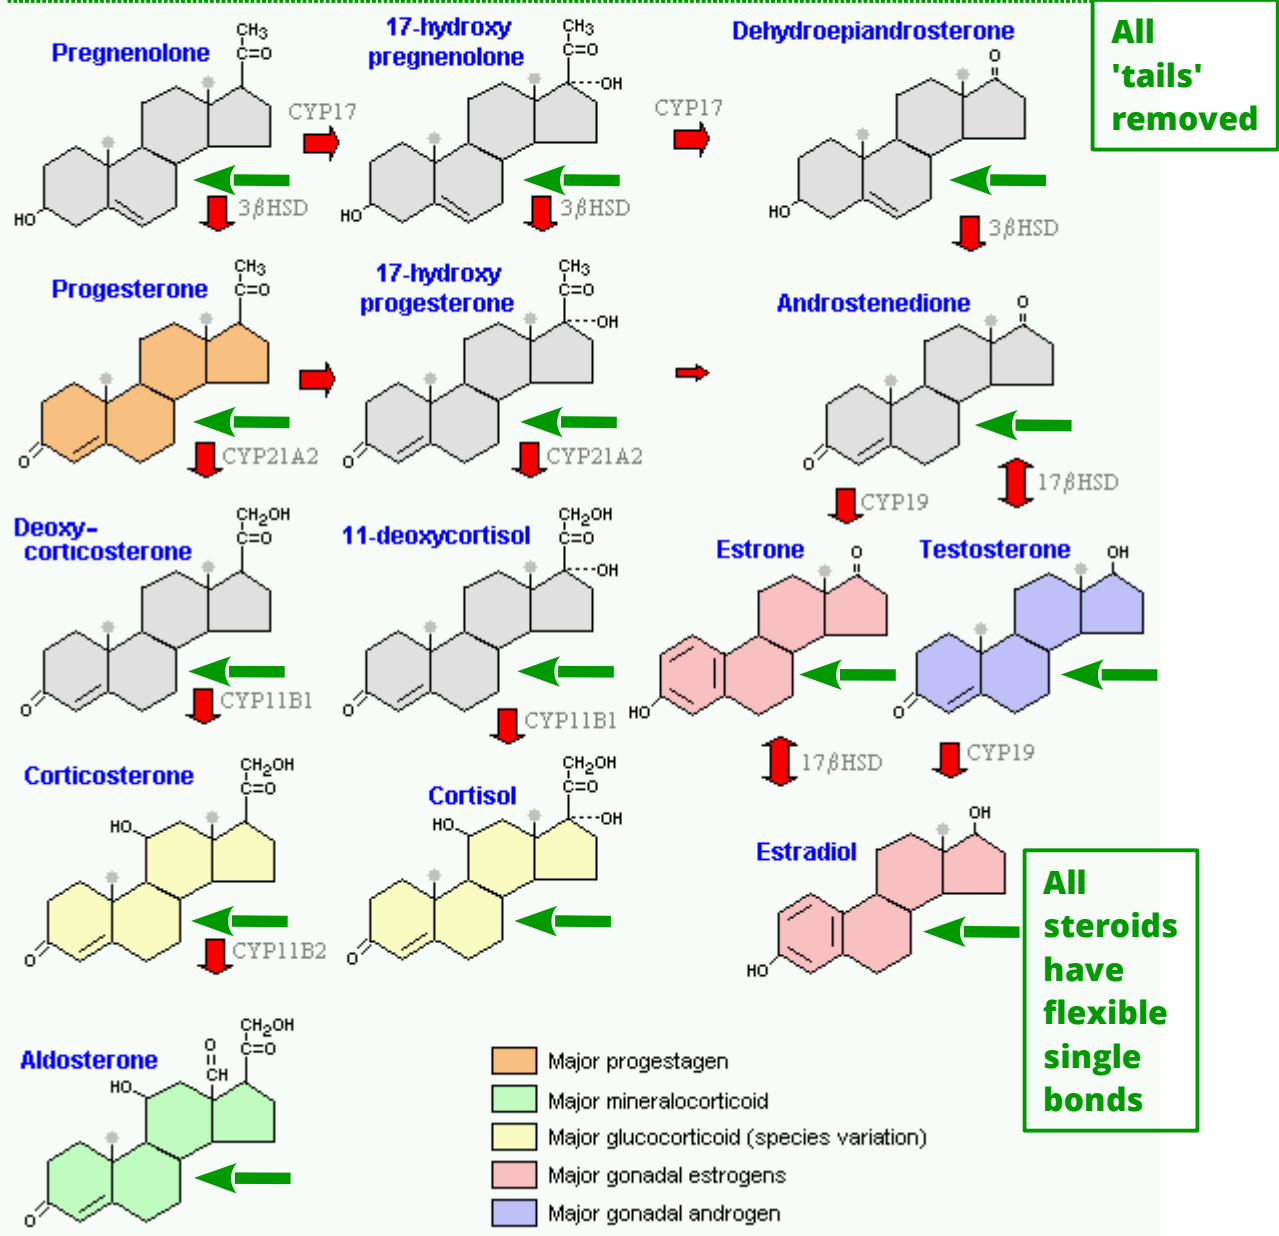 All
'tails'
removed
Pregnenolone
CH3
C=O
HO
CYP17
17-hydroxy
pregnenolone
CH3
C=O
OH
HO
CYP17
Dehydroepiandrosterone
O
HO
3βHSD
3βHSD
3βHSD
Progesterone
CH3
C=O
O
17-hydroxy
progesterone
CH3
C=O
OH
O
Androstenedione
O
O
CYP21A2
CYP21A2
CYP19
17βHSD
Deoxy-
corticosterone
CH2OH
C=O
O
11-deoxycortisol
CH2OH
C=O
OH
O
Estrone
O
HO
Testosterone
OH
O
CYP11B1
CYP11B1
17βHSD
CYP19
Corticosterone
CH2OH
C=O
HO
O
Cortisol
CH2OH
C=O
OH
HO
O
Estradiol
OH
HO
All
steroids
have
flexible
single
bonds
CYP11B2
Aldosterone
CH2OH
C=O
O
CH
HO
O
Major progestagen
Major mineralocorticoid
Major glucocorticoid (species variation)
Major gonadal estrogens
Major gonadal androgen